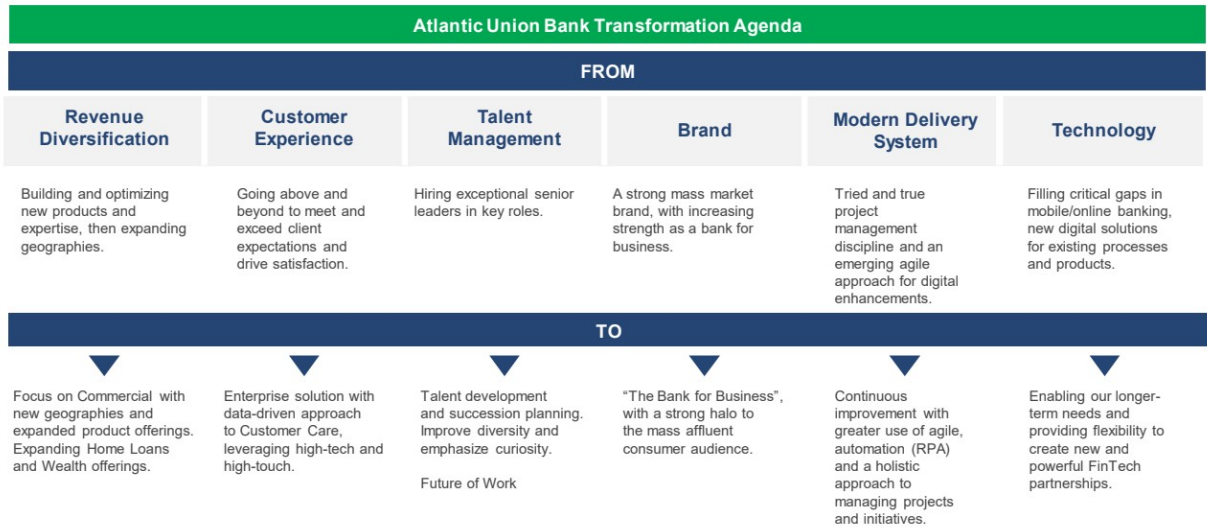 Atlantic Union Bank Transformation Agenda
FROM
Revenue
Diversification
Customer
Experience
Talent
Management
Brand
Modern Delivery
System
Technology
Building and optimizing
new products and
expertise, then expanding
geographies.
Going above and
beyond to meet and
exceed client
expectations and
drive satisfaction.
Hiring exceptional senior
leaders in key roles.
A strong mass market
brand, with increasing
strength as a bank for
business.
Tried and true
project
management
discipline and an
emerging agile
approach for digital
enhancements.
Filling critical gaps in
mobile/online banking,
new digital solutions
for existing processes
and products.
TO
Focus on Commercial with
new geographies and
expanded product offerings.
Expanding Home Loans
and Wealth offerings.
Enterprise solution with
data-driven approach
to Customer Care,
leveraging high-tech and
high-touch.
Talent development
and succession planning.
Improve diversity and
emphasize curiosity.
Future of Work
“The Bank for Business”,
with a strong halo to
the mass affluent
consumer audience.
Continuous
improvement with
greater use of agile,
automation (RPA)
and a holistic
approach to
managing projects
and initiatives.
Enabling our longer-
term needs and
providing flexibility to
create new and
powerful FinTech
partnerships.